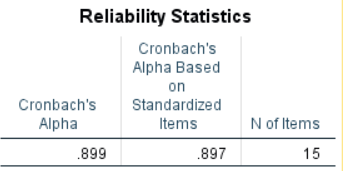 Reliability Statistics
Cronbach's
Alpha Based
on
Cronbach's Standardized
Alpha Items N of Items
.899 .897 15